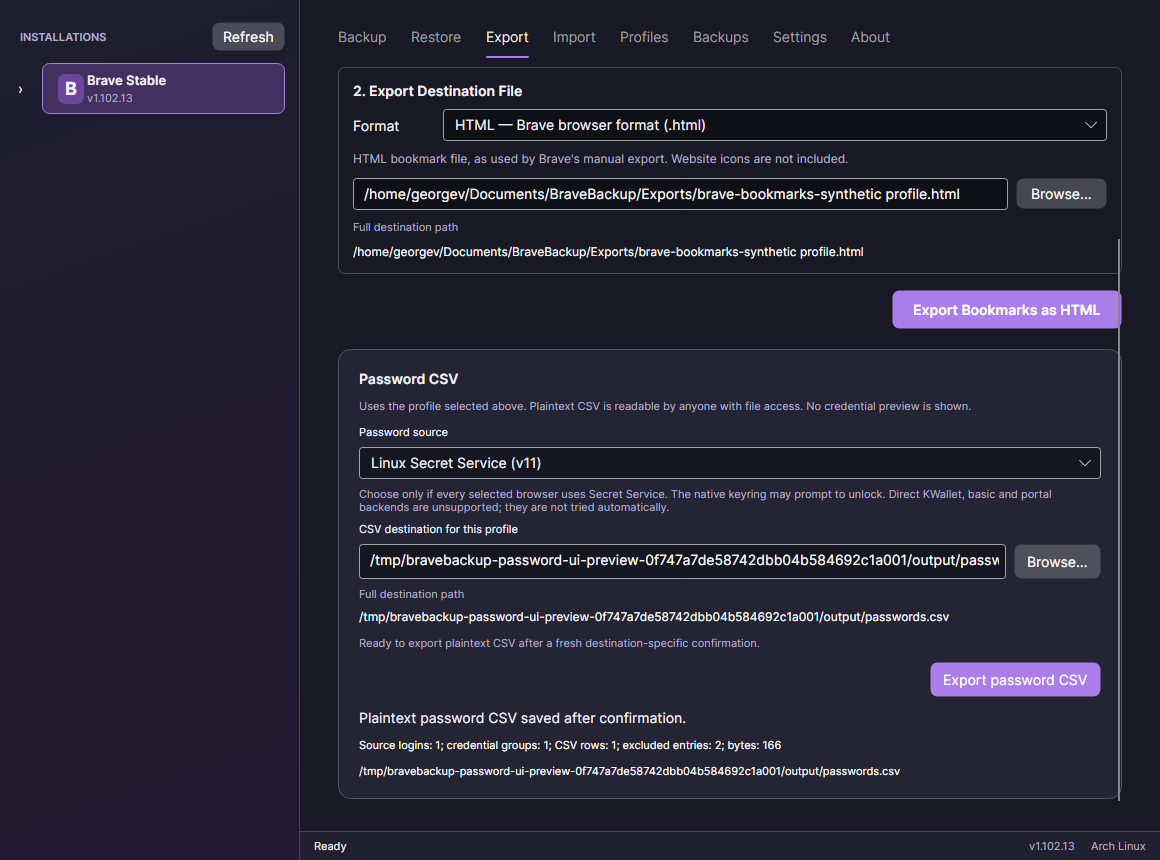 INSTALLATIONS
Refresh
›
B
Brave Stable
v1.102.13
Backup
Restore
Export
Import
Profiles
Backups
Settings
About
2. Export Destination File
Format
HTML — Brave browser format (.html)
HTML bookmark file, as used by Brave's manual export. Website icons are not included.
/home/georgev/Documents/BraveBackup/Exports/brave-bookmarks-synthetic profile.html
Browse...
Full destination path
/home/georgev/Documents/BraveBackup/Exports/brave-bookmarks-synthetic profile.html
Export Bookmarks as HTML
Password CSV
Uses the profile selected above. Plaintext CSV is readable by anyone with file access. No credential preview is shown.
Password source
Linux Secret Service (v11)
Choose only if every selected browser uses Secret Service. The native keyring may prompt to unlock. Direct KWallet, basic and portal
backends are unsupported; they are not tried automatically.
CSV destination for this profile
/tmp/bravebackup-password-ui-preview-0f747a7de58742dbb04b584692c1a001/output/passw
Browse...
Full destination path
/tmp/bravebackup-password-ui-preview-0f747a7de58742dbb04b584692c1a001/output/passwords.csv
Ready to export plaintext CSV after a fresh destination-specific confirmation.
Export password CSV
Plaintext password CSV saved after confirmation.
Source logins: 1; credential groups: 1; CSV rows: 1; excluded entries: 2; bytes: 166
/tmp/bravebackup-password-ui-preview-0f747a7de58742dbb04b584692c1a001/output/passwords.csv
Ready
v1.102.13
Arch Linux